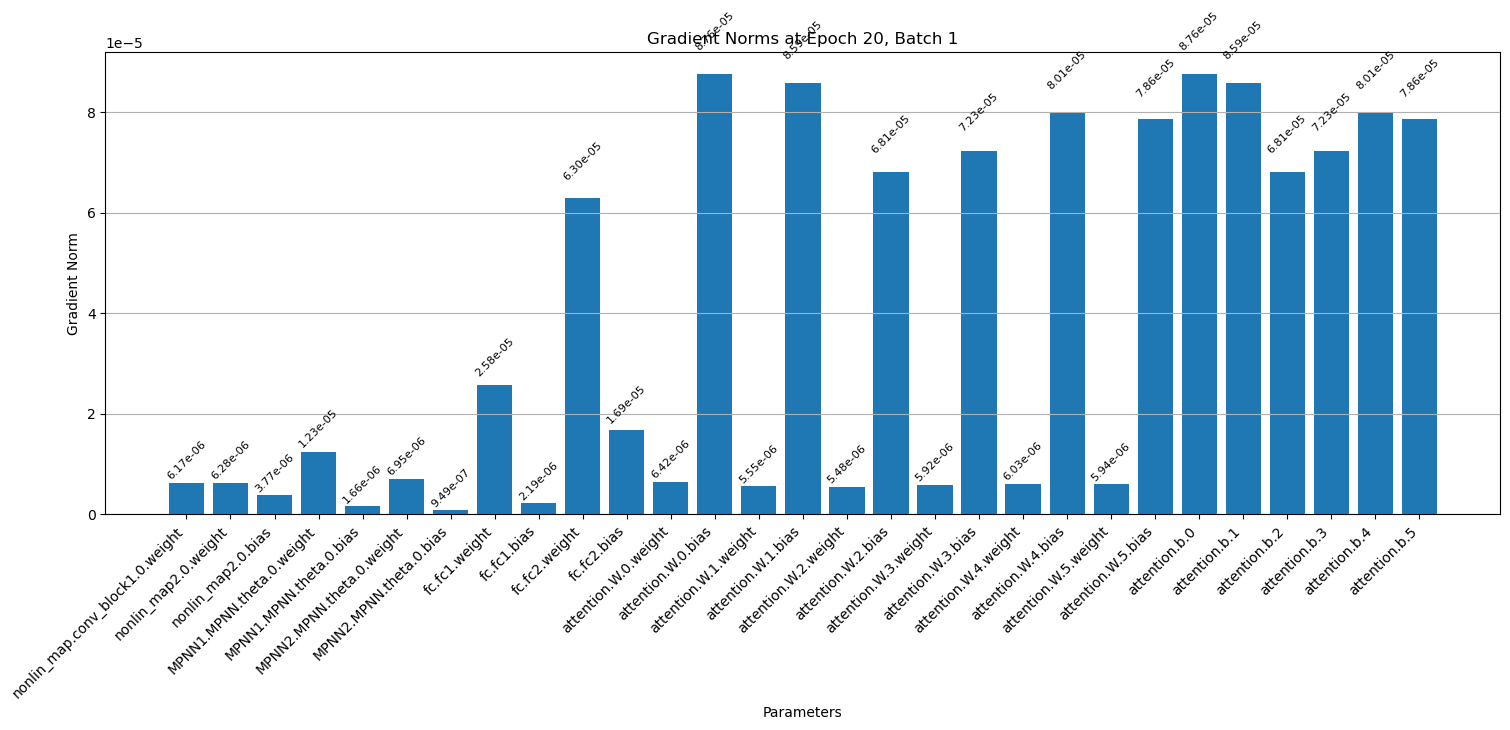 Gradient Norms at Epoch 20, Batch 1
1e−5
8
6
4
2
0
Gradient Norm
6.17e-06
6.28e-06
3.77e-06
1.23e-05
1.66e-06
6.95e-06
9.49e-07
2.58e-05
2.19e-06
6.30e-05
1.69e-05
6.42e-06
8.76e-05
5.55e-06
8.59e-05
5.48e-06
6.81e-05
5.92e-06
7.23e-05
6.03e-06
8.01e-05
5.94e-06
7.86e-05
8.76e-05
8.59e-05
6.81e-05
7.23e-05
8.01e-05
7.86e-05
nonlin_map.conv_block1.0.weight
nonlin_map2.0.weight
nonlin_map2.0.bias
MPNN1.MPNN.theta.0.weight
MPNN1.MPNN.theta.0.bias
MPNN2.MPNN.theta.0.weight
MPNN2.MPNN.theta.0.bias
fc.fc1.weight
fc.fc1.bias
fc.fc2.weight
fc.fc2.bias
attention.W.0.weight
attention.W.0.bias
attention.W.1.weight
attention.W.1.bias
attention.W.2.weight
attention.W.2.bias
attention.W.3.weight
attention.W.3.bias
attention.W.4.weight
attention.W.4.bias
attention.W.5.weight
attention.W.5.bias
attention.b.0
attention.b.1
attention.b.2
attention.b.3
attention.b.4
attention.b.5
Parameters